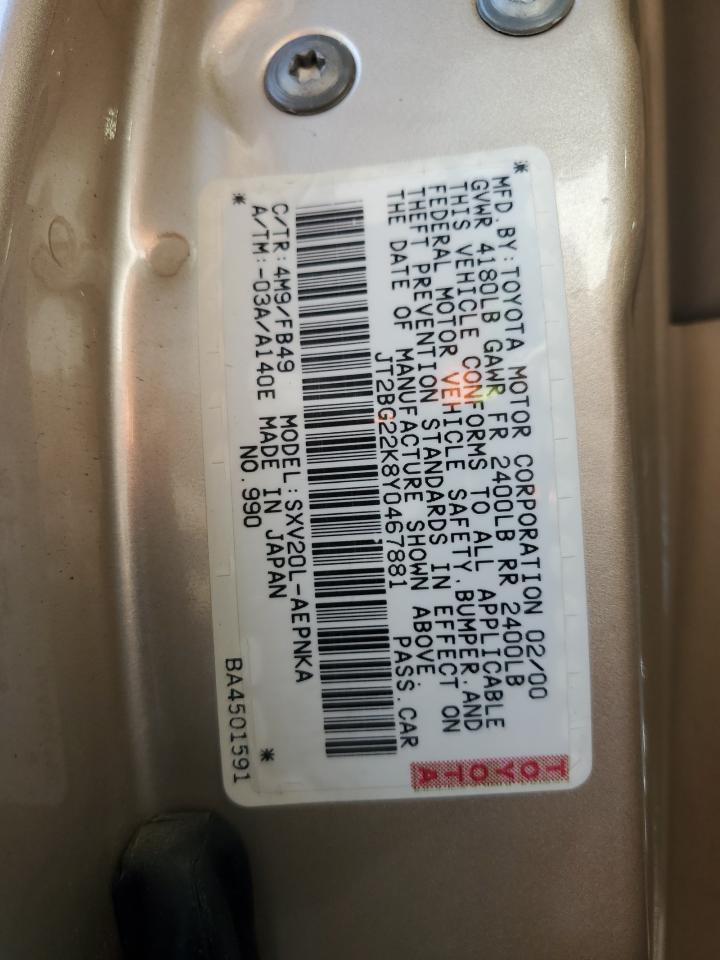 MFD. BY: TOYOTA MOTOR CORPORATION 02/00
GVWR 4180LB GAWR FR 2400LB RR 2400LB
THIS VEHICLE CONFORMS TO ALL APPLICABLE
FEDERAL MOTOR VEHICLE SAFETY, BUMPER, AND
THEFT PREVENTION STANDARDS IN EFFECT ON
THE DATE OF MANUFACTURE SHOWN ABOVE.
JT2BG22K8Y0467881 PASS.CAR
C/TR:4M9/FB49 MODEL:SXV20L-AEPNKA
A/TM:-03A/A140E MADE IN JAPAN
NO.990
BA4501591
TOYOTA